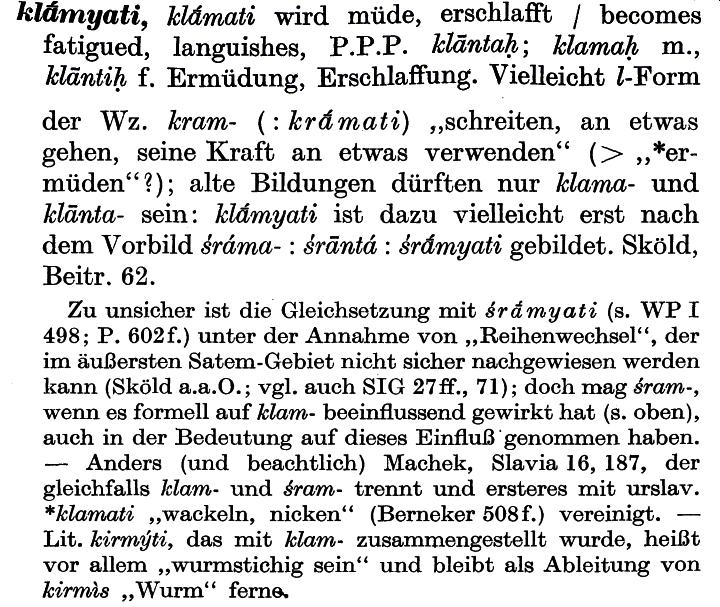 klā́myati, klā́mati wird müde, erschlafft / becomes
fatigued, languishes, P.P.P. klāntaḥ; klamaḥ m.,
klāntiḥ f. Ermüdung, Erschlaffung. Vielleicht l-Form
der Wz. kram- (: krā́mati) „schreiten, an etwas
gehen, seine Kraft an etwas verwenden“ (> „*er-
müden“?); alte Bildungen dürften nur klama- und
klānta- sein: klā́myati ist dazu vielleicht erst nach
dem Vorbild śráma- : śrāntá : śrā́myati gebildet. Sköld,
Beitr. 62.
Zu unsicher ist die Gleichsetzung mit śrā́myati (s. WP I
498; P. 602f.) unter der Annahme von „Reihenwechsel“, der
im äußersten Satem-Gebiet nicht sicher nachgewiesen werden
kann (Sköld a.a.O.; vgl. auch SIG 27ff., 71); doch mag śram-,
wenn es formell auf klam- beeinflussend gewirkt hat (s. oben),
auch in der Bedeutung auf dieses Einfluß genommen haben.
— Anders (und beachtlich) Machek, Slavia 16, 187, der
gleichfalls klam- und śram- trennt und ersteres mit urslav.
*klamati „wackeln, nicken“ (Berneker 508f.) vereinigt. —
Lit. kirmýti, das mit klam- zusammengestellt wurde, heißt
vor allem „wurmstichig sein“ und bleibt als Ableitung von
kirmìs „Wurm“ ferne.